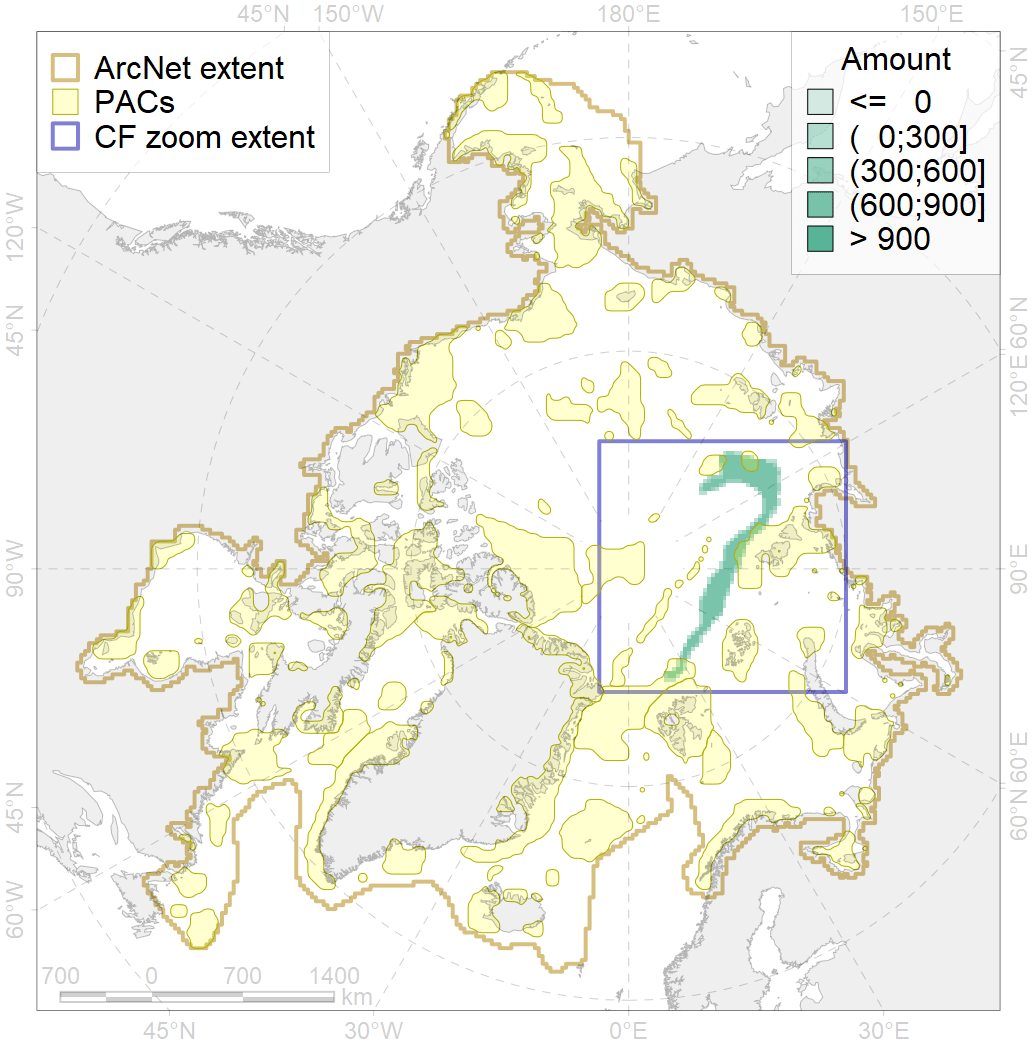 45°N 150°W 180°E 150°E
ArcNet extent
PACs
CF zoom extent
Amount
<= 0
( 0;300]
(300;600]
(600;900]
> 900
45°N
120°W
45°N
90°W
45°N
60°W
60°N
120°E
90°E
60°E
60°N
700 0 700 1400
km
45°N 30°W 0°E 30°E